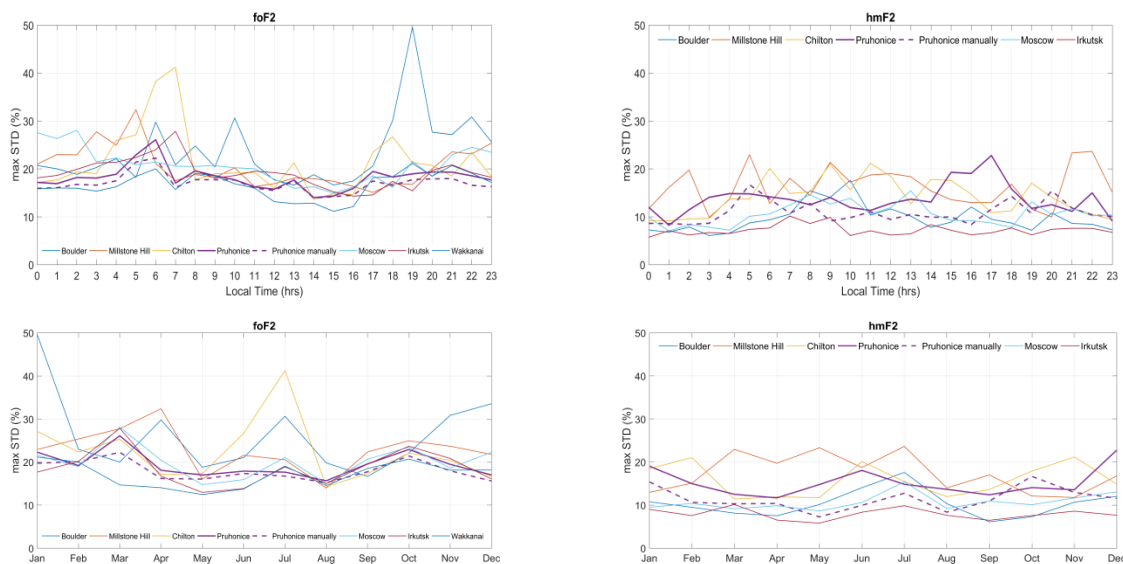 foF2
50
40
30
20
10
0
max STD (%)
Boulder Millstone Hill Chilton Pruhonice Pruhonice manually Moscow Irkutsk Wakkanai
0 1 2 3 4 5 6 7 8 9 10 11 12 13 14 15 16 17 18 19 20 21 22 23
Local Time (hrs)
hmF2
50
40
30
20
10
0
max STD (%)
Boulder Millstone Hill Chilton Pruhonice Pruhonice manually Moscow Irkutsk
0 1 2 3 4 5 6 7 8 9 10 11 12 13 14 15 16 17 18 19 20 21 22 23
Local Time (hrs)
foF2
50
40
30
20
10
0
max STD (%)
Boulder Millstone Hill Chilton Pruhonice Pruhonice manually Moscow Irkutsk Wakkanai
Jan Feb Mar Apr May Jun Jul Aug Sep Oct Nov Dec
hmF2
50
40
30
20
10
0
max STD (%)
Boulder Millstone Hill Chilton Pruhonice Pruhonice manually Moscow Irkutsk
Jan Feb Mar Apr May Jun Jul Aug Sep Oct Nov Dec